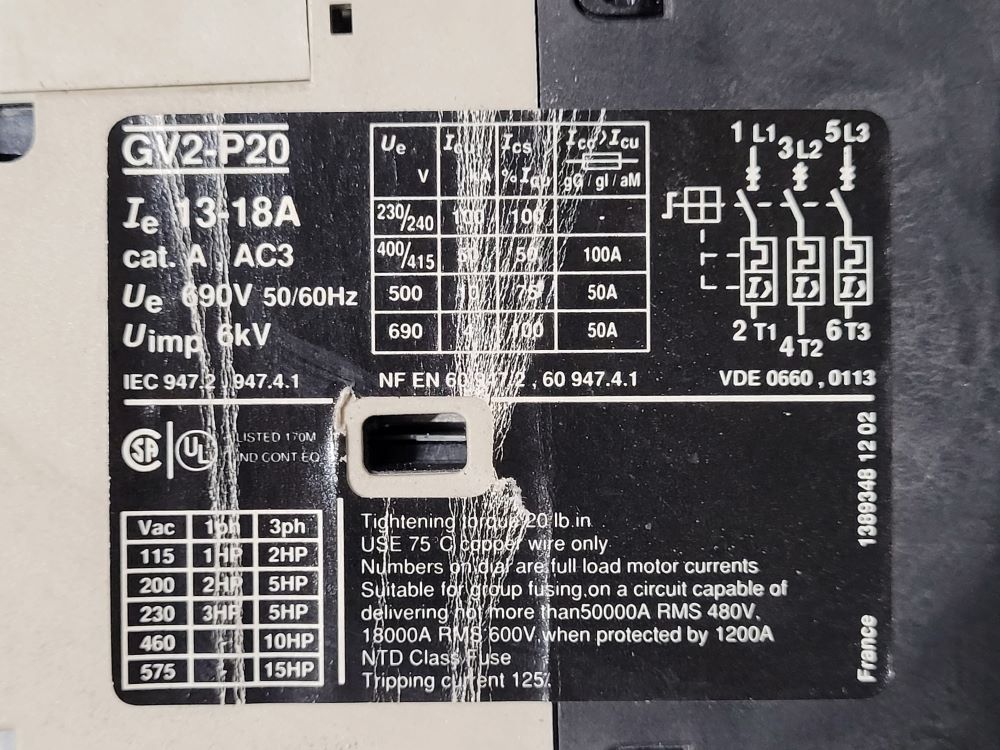 GV2-P20
Ie 13-18A
cat. A AC3
Ue 690V 50/60Hz
Uimp 6kV
Ue Icu Ics Icc>Icu
V kA % Icu gG / gl / aM
230/240 100 100 -
400/415 50 50 100A
500 10 75 50A
690 4 100 50A
1 L1 3 L2 5 L3
I> I> I>
2 T1 4 T2 6 T3
IEC 947.2 , 947.4.1 NF EN 60 947.2 , 60 947.4.1 VDE 0660 , 0113
SA UL LISTED 170M
IND CONT EQ
Vac 1ph 3ph
115 1HP 2HP
200 2HP 5HP
230 3HP 5HP
460 - 10HP
575 - 15HP
Tightening torque 20 lb.in
USE 75°C copper wire only
Numbers on dial are full load motor currents
Suitable for group fusing,on a circuit capable of
delivering not more than50000A RMS 480V,
18000A RMS 600V,when protected by 1200A
NTD Class Fuse
Tripping current 125%
France 1389348 12 02